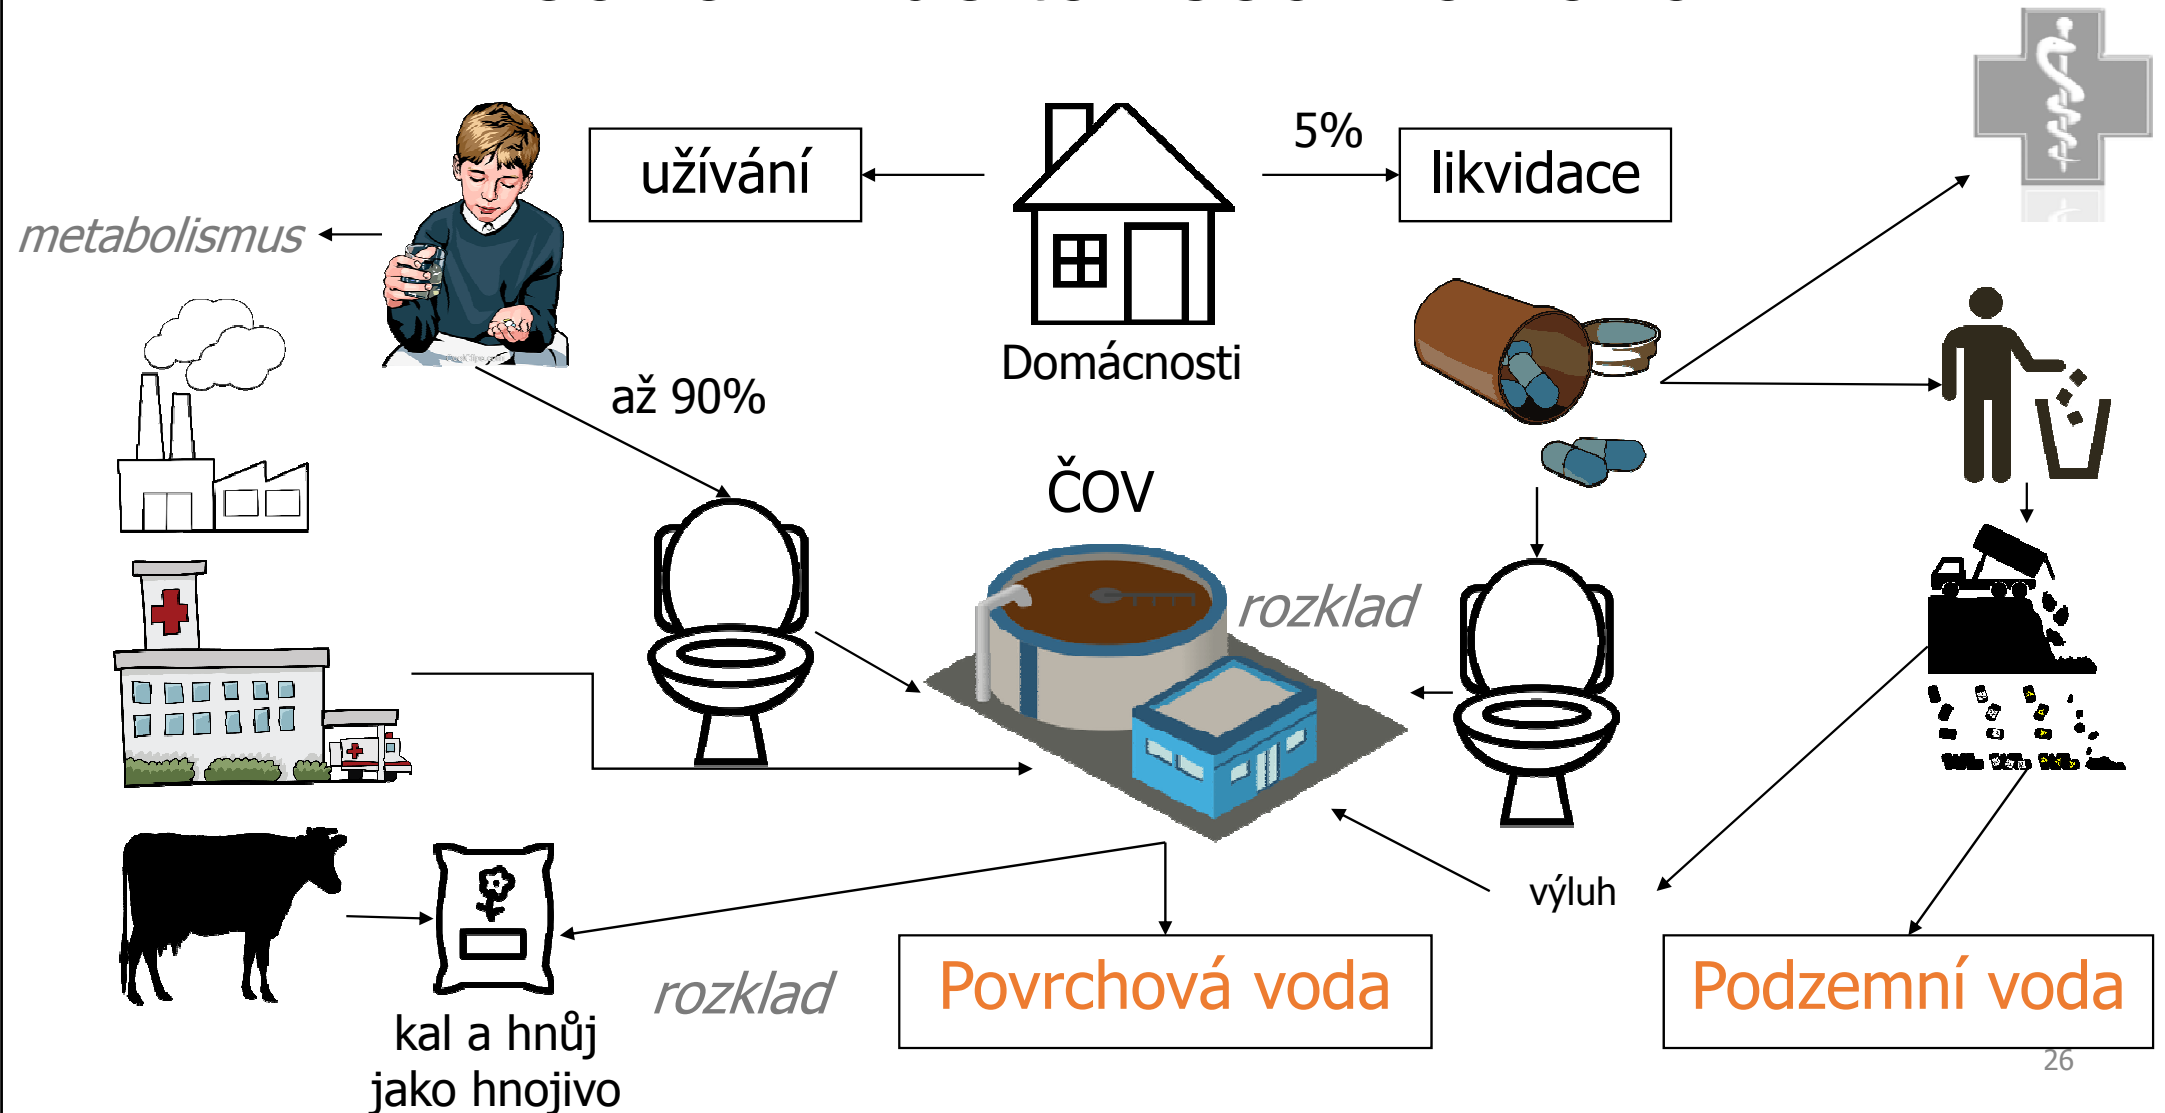 5%
užívání
likvidace
metabolismus
Domácnosti
až 90%
ČOV
rozklad
výluh
Povrchová voda
Podzemní voda
rozklad
kal a hnůj
jako hnojivo
26